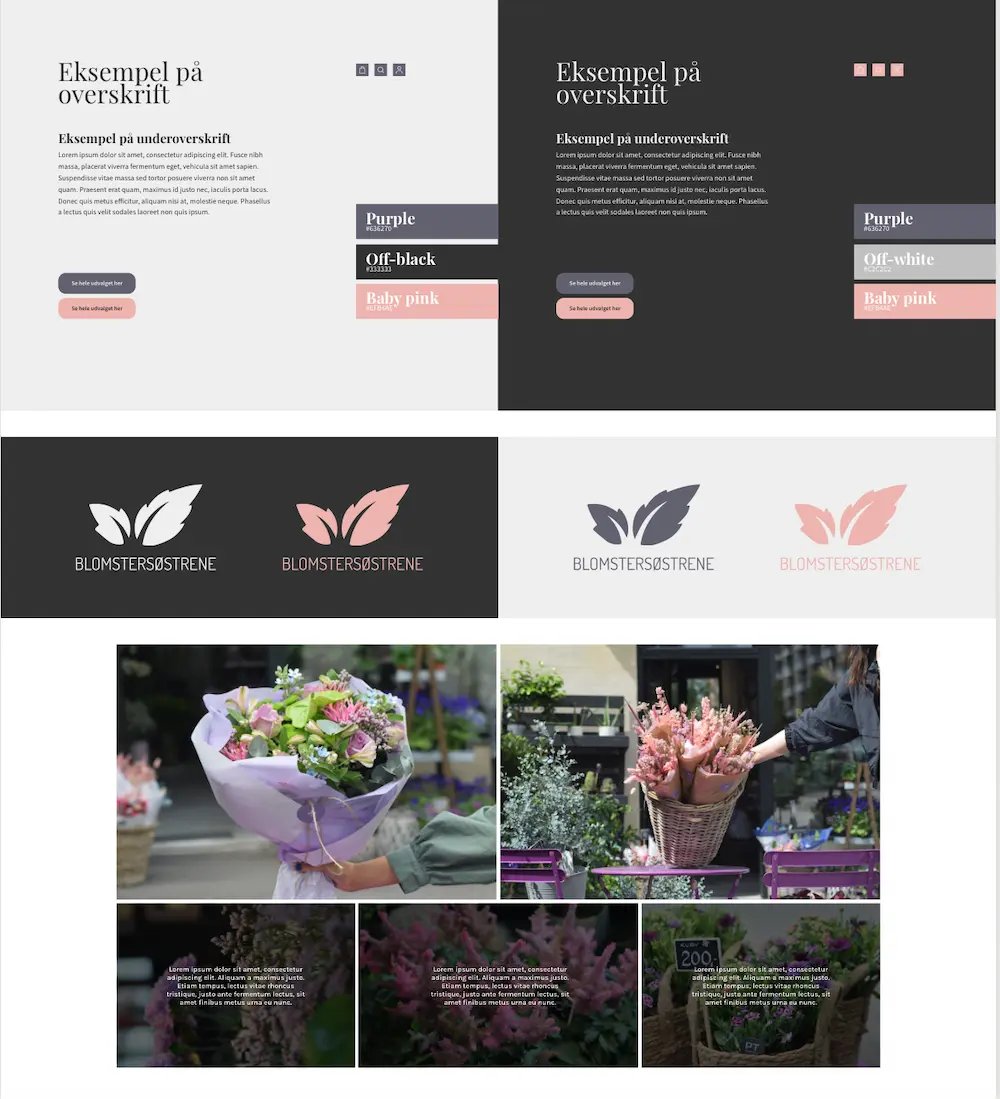 Eksempel på
overskrift
Eksempel på underoverskrift
Lorem ipsum dolor sit amet, consectetur adipiscing elit. Fusce nibh
massa, placerat viverra fermentum eget, vehicula sit amet sapien.
Suspendisse vitae massa sed tortor posuere viverra non sit amet
quam. Praesent erat quam, maximus id justo nec, iaculis porta lacus.
Donec quis metus efficitur, aliquam nisi at, molestie neque. Phasellus
a lectus quis velit sodales laoreet non quis ipsum.
Se hele udvalget her
Se hele udvalget her
Purple
#636270
Off-black
#333333
Baby pink
Eksempel på
overskrift
Eksempel på underoverskrift
Lorem ipsum dolor sit amet, consectetur adipiscing elit. Fusce nibh
massa, placerat viverra fermentum eget, vehicula sit amet sapien.
Suspendisse vitae massa sed tortor posuere viverra non sit amet
quam. Praesent erat quam, maximus id justo nec, iaculis porta lacus.
Donec quis metus efficitur, aliquam nisi at, molestie neque. Phasellus
a lectus quis velit sodales laoreet non quis ipsum.
Se hele udvalget her
Se hele udvalget her
Purple
#636270
Off-white
#C2C2C2
Baby pink
BLOMSTERSØSTRENE
BLOMSTERSØSTRENE
BLOMSTERSØSTRENE
BLOMSTERSØSTRENE
Lorem ipsum dolor sit amet, consectetur
adipiscing elit. Aliquam a maximus justo.
Etiam tempus, lectus vitae rhoncus
tristique, justo ante fermentum lectus, sit
amet finibus metus urna eu nunc.
Lorem ipsum dolor sit amet, consectetur
adipiscing elit. Aliquam a maximus justo.
Etiam tempus, lectus vitae rhoncus
tristique, justo ante fermentum lectus, sit
amet finibus metus urna eu nunc.
200,
Lorem ipsum dolor sit amet, consectetur
adipiscing elit. Aliquam a maximus justo.
Etiam tempus, lectus vitae rhoncus
tristique, justo ante fermentum lectus, sit
amet finibus metus urna eu nunc.